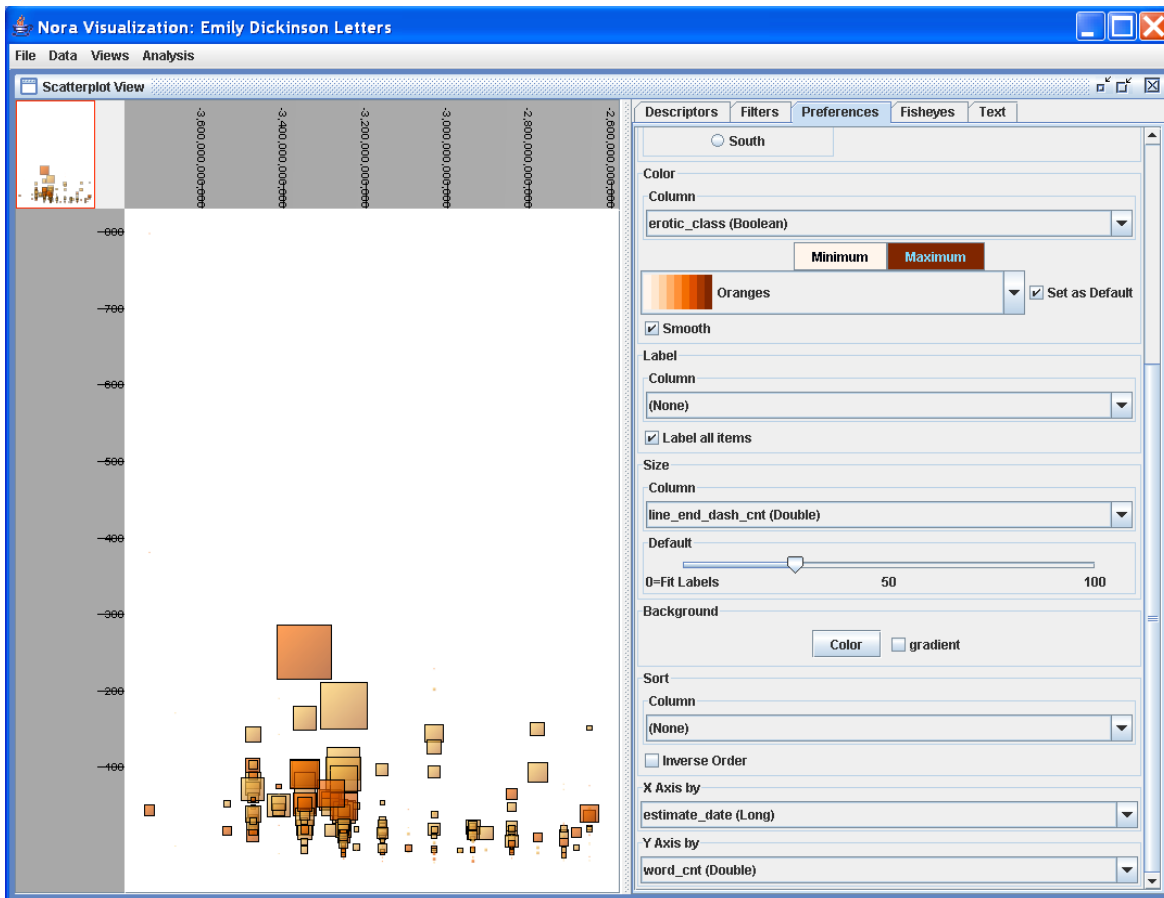 Nora Visualization: Emily Dickinson Letters
File Data Views Analysis
Scatterplot View
-3,600,000,000,000
-3,400,000,000,000
-3,200,000,000,000
-3,000,000,000,000
-2,800,000,000,000
-2,600,000,000,000
800
700
600
500
400
300
200
100
Descriptors Filters Preferences Fisheyes Text
South
Color
Column
erotic_class (Boolean)
Minimum Maximum
Oranges Set as Default
Smooth
Label
Column
(None)
Label all items
Size
Column
line_end_dash_cnt (Double)
Default
0=Fit Labels 50 100
Background
Color gradient
Sort
Column
(None)
Inverse Order
X Axis by
estimate_date (Long)
Y Axis by
word_cnt (Double)